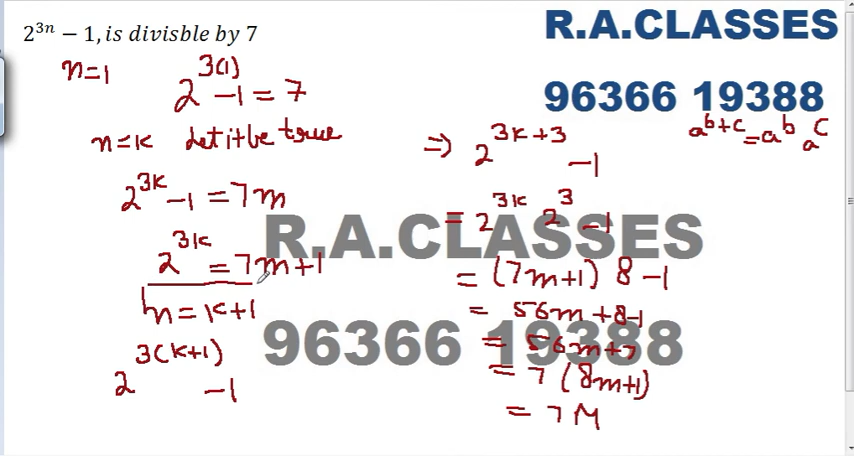 2^{3n} − 1, is divisble by 7
R.A.CLASSES
96366 19388
n=1
2^{3(1)} −1 = 7
n=k Let it be true
2^{3k} −1 = 7m
2^{3k} = 7m+1
n = k+1
2^{3(k+1)} −1
⇒ 2^{3k+3} −1
a^{b+c} = a^b a^c
= 2^{3k} 2^3 −1
= (7m+1) 8 −1
= 56m +8−1
= 56m+7
= 7 (8m+1)
= 7M
R.A.CLASSES
96366 19388